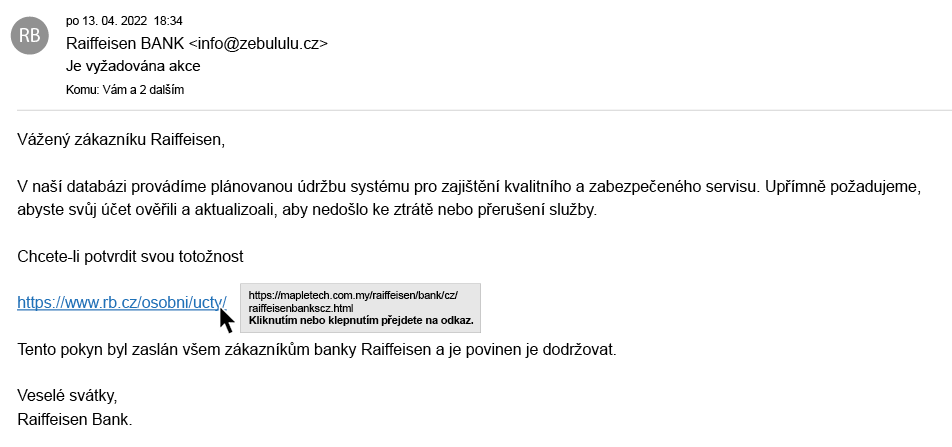 RB
po 13. 04. 2022 18:34
Raiffeisen BANK <info@zebululu.cz>
Je vyžadována akce
Komu: Vám a 2 dalším
Vážený zákazníku Raiffeisen,
V naší databázi provádíme plánovanou údržbu systému pro zajištění kvalitního a zabezpečeného servisu. Upřímně požadujeme,
abyste svůj účet ověřili a aktualizoali, aby nedošlo ke ztrátě nebo přerušení služby.
Chcete-li potvrdit svou totožnost
https://www.rb.cz/osobni/ucty/
https://mapletech.com.my/raiffeisen/bank/cz/
raiffeisenbankscz.html
Kliknutím nebo klepnutím přejdete na odkaz.
Tento pokyn byl zaslán všem zákazníkům banky Raiffeisen a je povinen je dodržovat.
Veselé svátky,
Raiffeisen Bank.